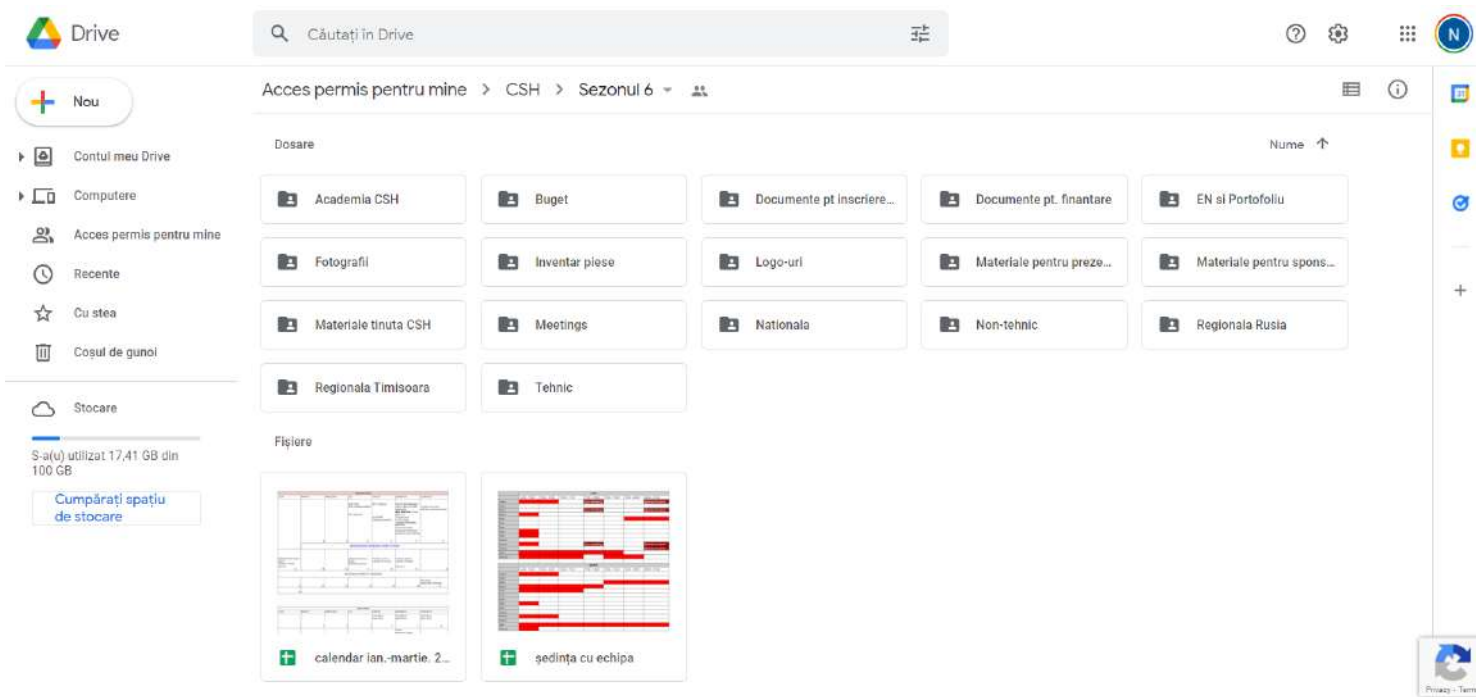 Drive
Căutați în Drive
N
Nou
Acces permis pentru mine > CSH > Sezonul 6
Contul meu Drive
Computere
Acces permis pentru mine
Recente
Cu stea
Coșul de gunoi
Stocare
S-a(u) utilizat 17,41 GB din
100 GB
Cumpărați spațiu
de stocare
Dosare
Nume
Academia CSH
Buget
Documente pt inscriere...
Documente pt. finantare
EN si Portofoliu
Fotografii
Inventar piese
Logo-uri
Materiale pentru preze...
Materiale pentru spons...
Materiale tinuta CSH
Meetings
Nationala
Non-tehnic
Regionala Rusia
Regionala Timisoara
Tehnic
Fișiere
calendar ian.-martie. 2...
ședința cu echipa
31
Privacy - Term